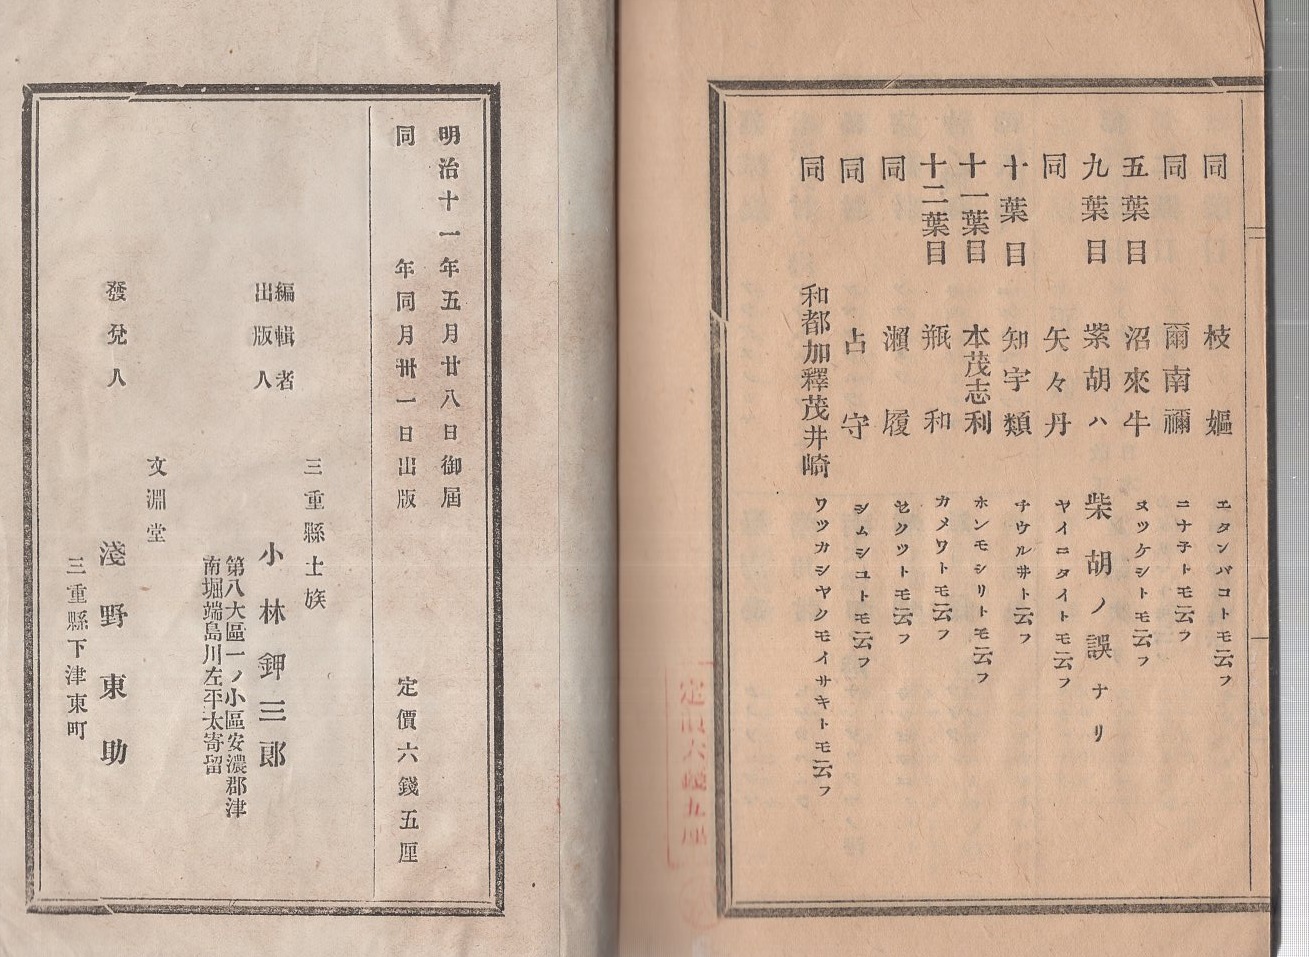 同 枝嫗 エタンバコトモ云フ
同 爾南禰 ニナ子トモ云フ
五葉目 沼來牛 ヌツケシトモ云フ
九葉目 紫胡ハ 柴胡ノ誤ナリ
同 矢々丹 ヤイニタイトモ云フ
十葉目 知宇類 チウルサト云フ
十一葉目 本茂志利 ホンモシリトモ云フ
十二葉目 瓶和 カメワトモ云フ
同 瀨履 セクツトモ云フ
同 占守 シムシユトモ云フ
同 和都加釋茂井崎 ワツカシヤクモイサキトモ云フ
定價六錢五厘
明治十一年五月廿八日御屆
同年同月卅一日出版
定價六錢五厘
三重縣士族
編輯者
出版人
小林鉀三郎
第八大區一ノ小區安濃郡津
南堀端島川左平太寄留
文淵堂
發兌人
淺野東助
三重縣下津東町